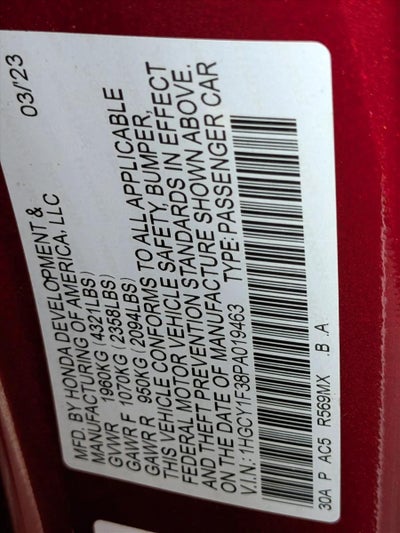 03/'23
MFD. BY HONDA DEVELOPMENT &
MANUFACTURING OF AMERICA, LLC
GVWR 1960KG (4321LBS)
GAWR F 1070KG (2358LBS)
GAWR R 950KG (2094LBS)
THIS VEHICLE CONFORMS TO ALL APPLICABLE
FEDERAL MOTOR VEHICLE SAFETY, BUMPER,
AND THEFT PREVENTION STANDARDS IN EFFECT
ON THE DATE OF MANUFACTURE SHOWN ABOVE.
V.I.N.: 1HGCY1F38PA019463 TYPE: PASSENGER CAR
30A P AC5 R569MX .B .A